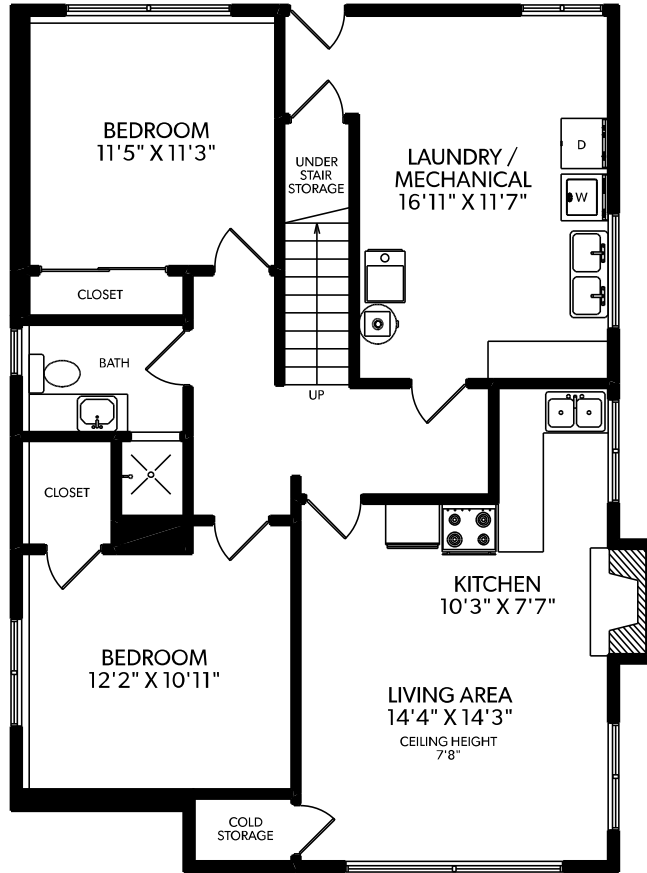 BEDROOM
11'5" X 11'3"
UNDER
STAIR
STORAGE
LAUNDRY /
MECHANICAL
16'11" X 11'7"
D
W
CLOSET
BATH
UP
CLOSET
KITCHEN
10'3" X 7'7"
BEDROOM
12'2" X 10'11"
LIVING AREA
14'4" X 14'3"
CEILING HEIGHT
7'8"
COLD
STORAGE